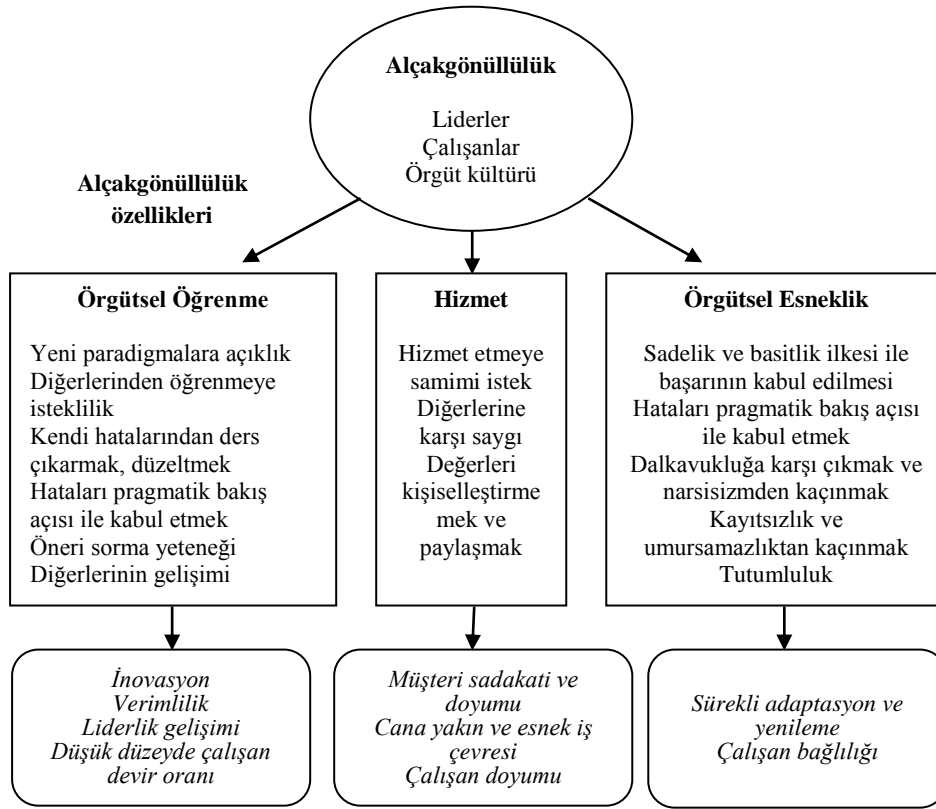 Alçakgönüllülük
Liderler
Çalışanlar
Örgüt kültürü
Alçakgönüllülük
özellikleri
Örgütsel Öğrenme
Yeni paradigmalara açıklık
Diğerlerinden öğrenmeye
isteklilik
Kendi hatalarından ders
çıkarmak, düzeltmek
Hataları pragmatik bakış
açısı ile kabul etmek
Öneri sorma yeteneği
Diğerlerinin gelişimi
Hizmet
Hizmet etmeye
samimi istek
Diğerlerine
karşı saygı
Değerleri
kişiselleştirme
mek ve
paylaşmak
Örgütsel Esneklik
Sadelik ve basitlik ilkesi ile
başarının kabul edilmesi
Hataları pragmatik bakış açısı
ile kabul etmek
Dalkavukluğa karşı çıkmak ve
narsisizmden kaçınmak
Kayıtsızlık ve
umursamazlıktan kaçınmak
Tutumluluk
İnovasyon
Verimlilik
Liderlik gelişimi
Düşük düzeyde çalışan
devir oranı
Müşteri sadakati ve
doyumu
Cana yakın ve esnek iş
çevresi
Çalışan doyumu
Sürekli adaptasyon ve
yenileme
Çalışan bağlılığı